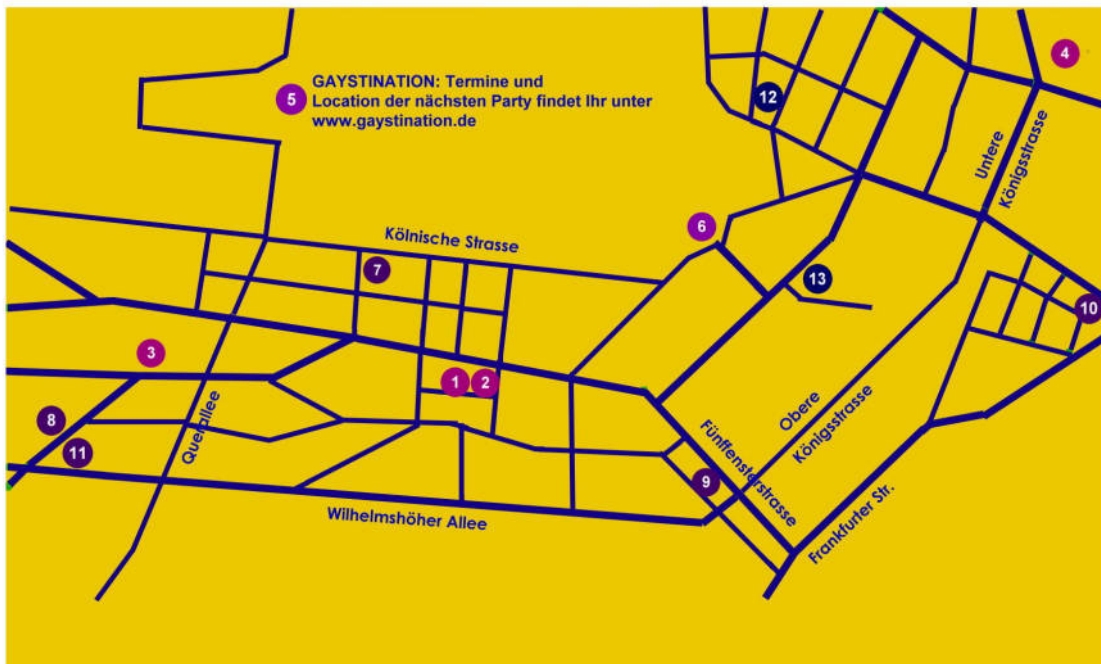 4
5
GAYSTINATION: Termine und
Location der nächsten Party findet Ihr unter
www.gaystination.de
12
Untere
Königsstrasse
6
Kölnische Strasse
7
13
10
3
1
2
8
11
Querallee
Obere
Königsstrasse
Fünffensterstrasse
9
Wilhelmshöher Allee
Frankfurter Str.